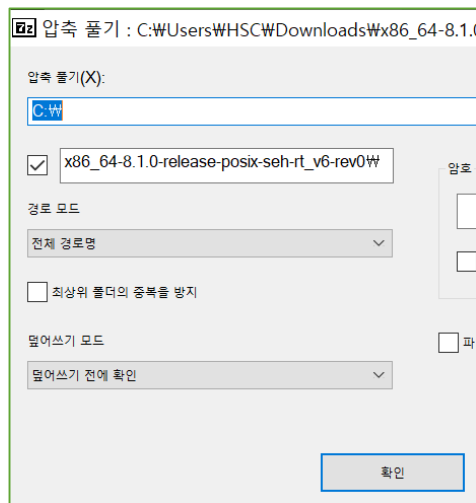 7z 압축 풀기 : C:₩Users₩HSC₩Downloads₩x86_64-8.1.0
압축 풀기(X):
C:₩
x86_64-8.1.0-release-posix-seh-rt_v6-rev0₩
암호
경로 모드
전체 경로명
최상위 폴더의 중복을 방지
덮어쓰기 모드
파
덮어쓰기 전에 확인
확인